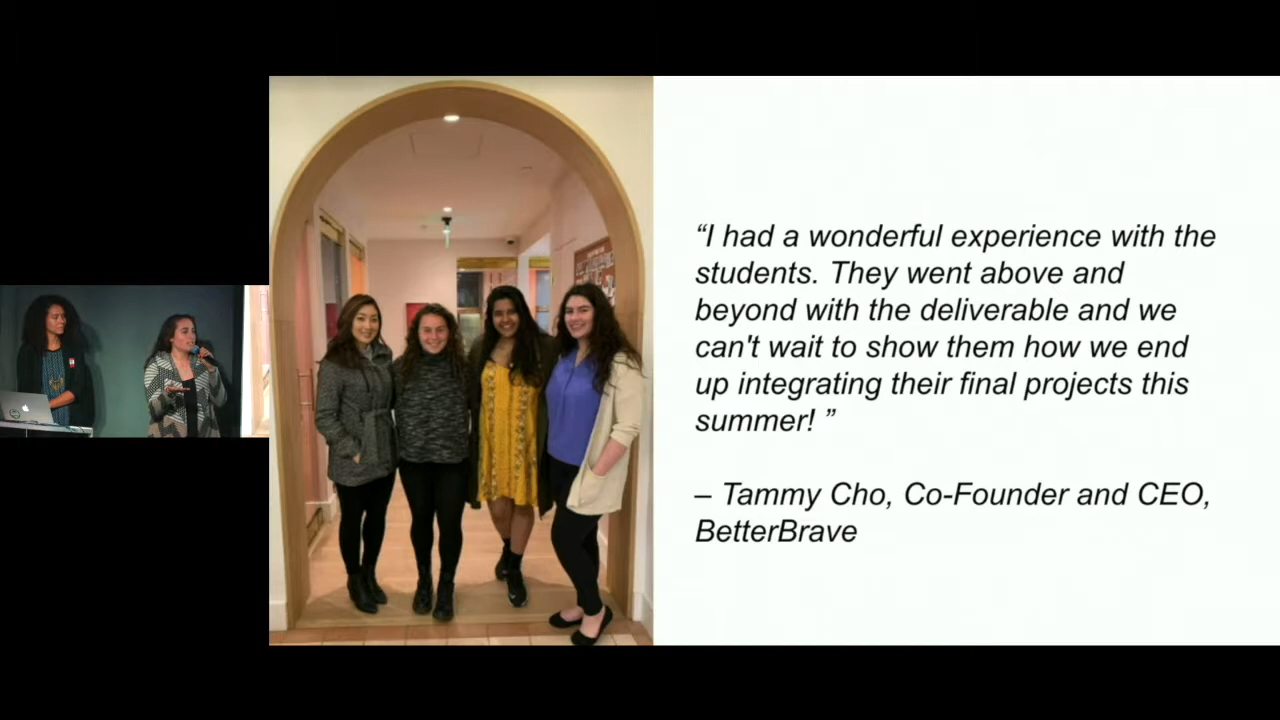 “I had a wonderful experience with the
students. They went above and
beyond with the deliverable and we
can't wait to show them how we end
up integrating their final projects this
summer! ”
– Tammy Cho, Co-Founder and CEO,
BetterBrave